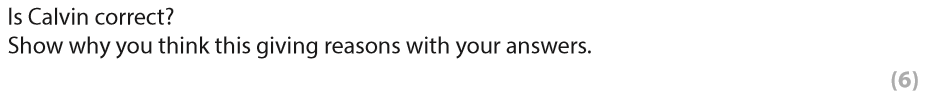 Is Calvin correct?
Show why you think this giving reasons with your answers.
(6)